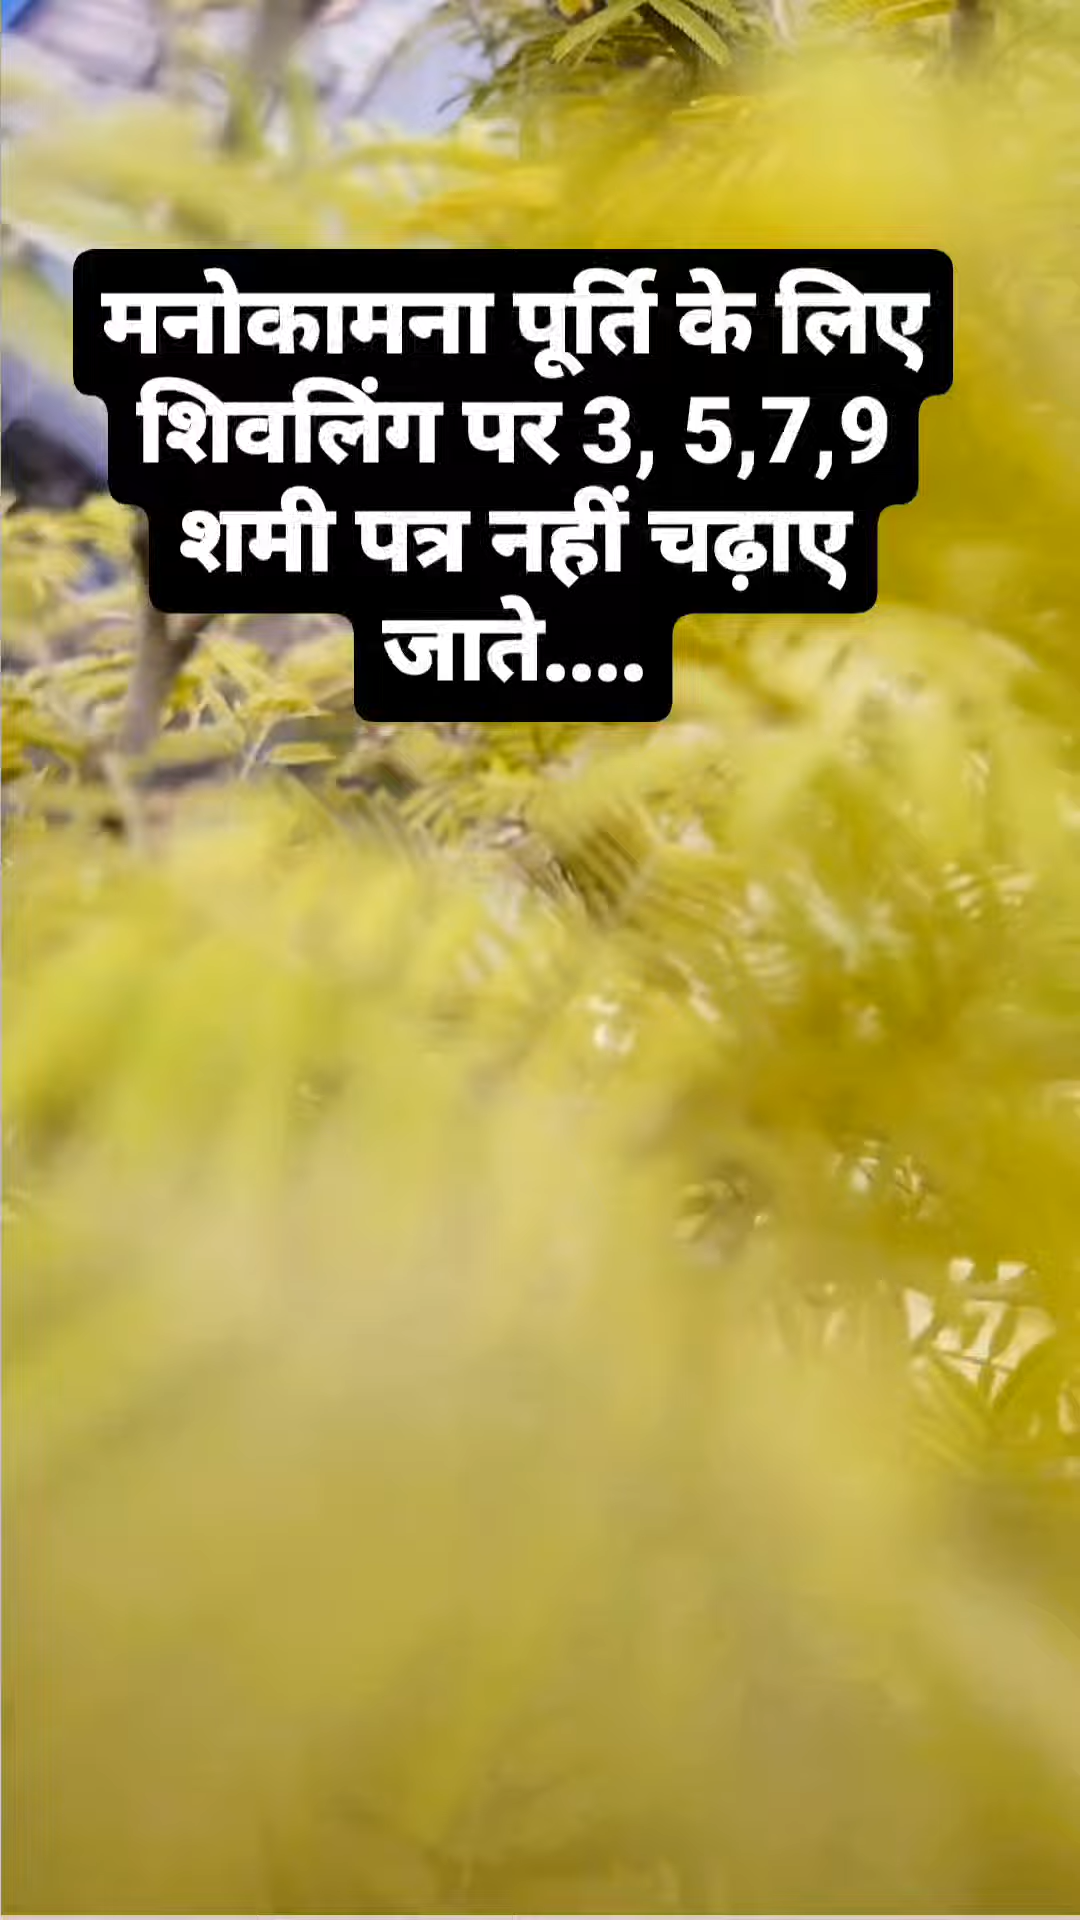 मनोकामना पूर्ति के लिए
शिवलिंग पर 3, 5,7,9
शमी पत्र नहीं चढ़ाए
जाते....